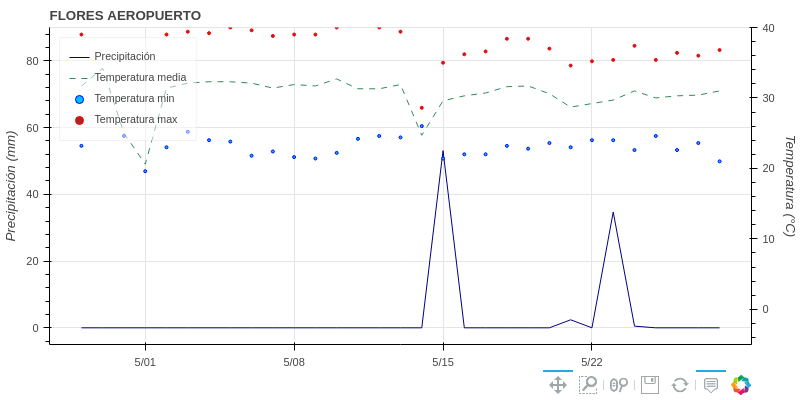 FLORES AEROPUERTO
Precipitación
Temperatura media
Temperatura min
Temperatura max
Precipitación (mm)
80
60
40
20
0
Temperatura (°C)
40
30
20
10
0
5/01
5/08
5/15
5/22